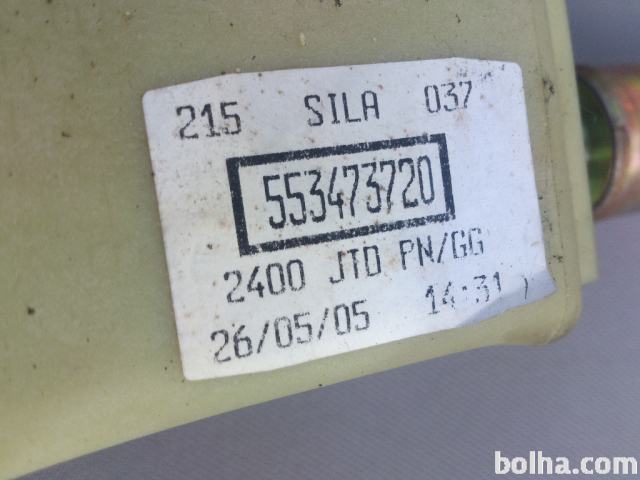 215 SILA 037
553473720
2400 JTD PN/GG
26/05/05 14:31
bolha.com